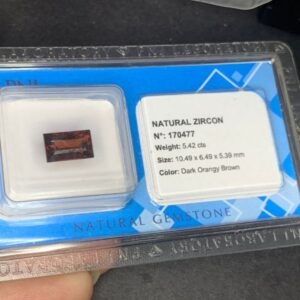 NATURAL ZIRCON
N°: 170477
Weight: 5.42 cts
Size: 10.49 x 6.49 x 5.39 mm
Color: Dark Orangy Brown
NATURAL GEMSTONE
LABORATORY